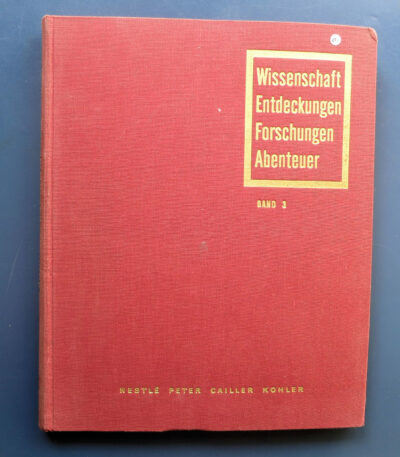 Wissenschaft
Entdeckungen
Forschungen
Abenteuer
BAND 3
NESTLÉ PETER CAILLER KOHLER